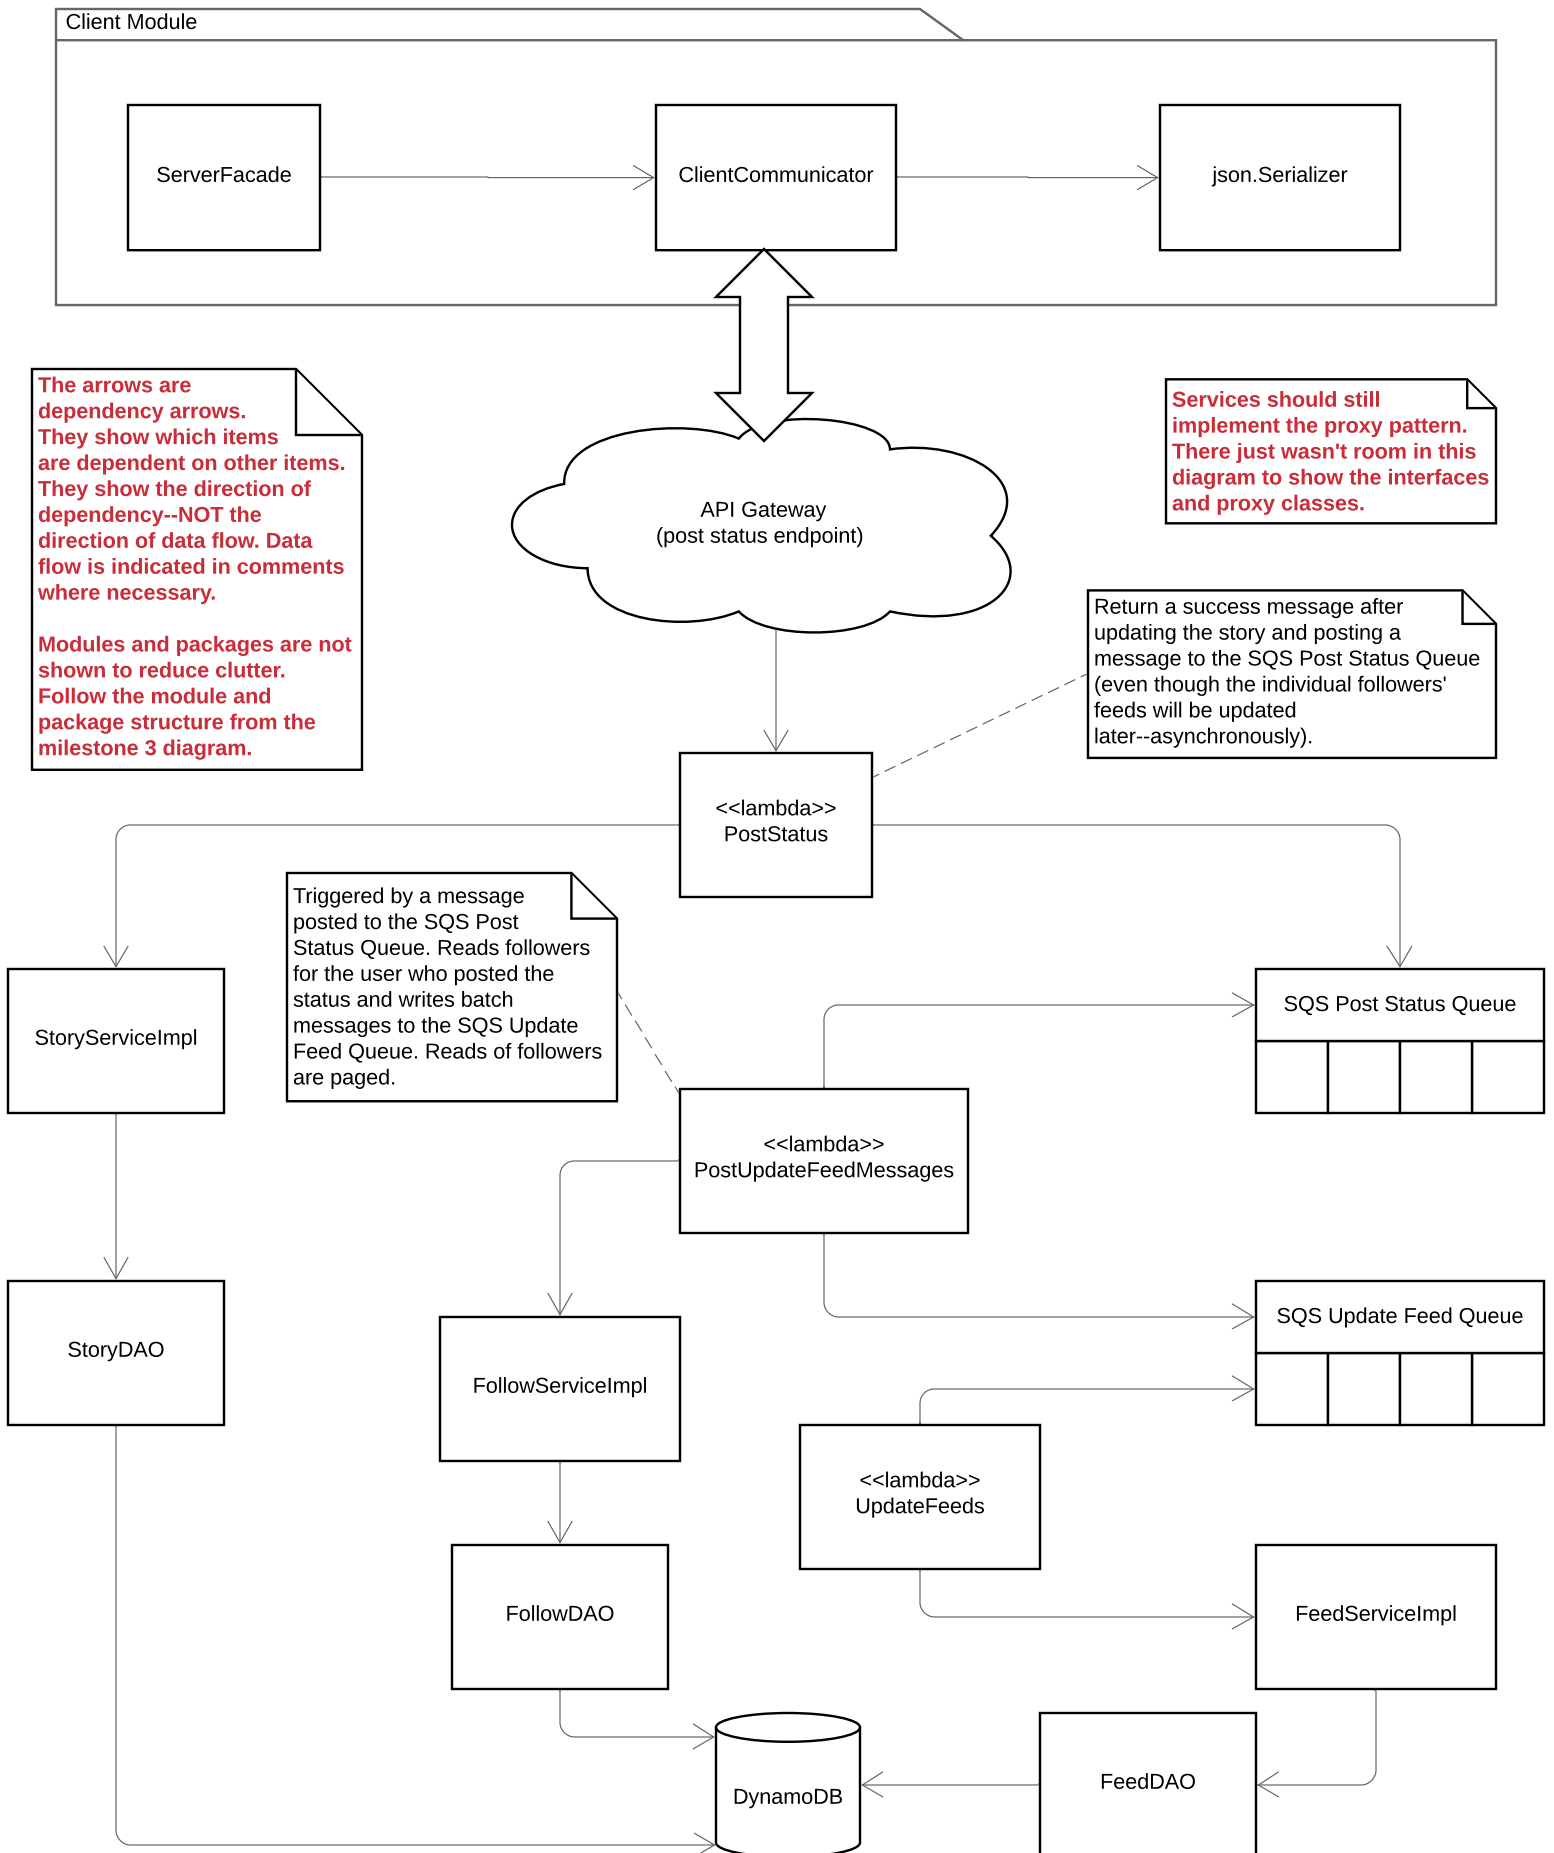 Client Module
ServerFacade
ClientCommunicator
json.Serializer
The arrows are
dependency arrows.
They show which items
are dependent on other items.
They show the direction of
dependency--NOT the
direction of data flow. Data
flow is indicated in comments
where necessary.
Modules and packages are not
shown to reduce clutter.
Follow the module and
package structure from the
milestone 3 diagram.
Services should still
implement the proxy pattern.
There just wasn't room in this
diagram to show the interfaces
and proxy classes.
API Gateway
(post status endpoint)
Return a success message after
updating the story and posting a
message to the SQS Post Status Queue
(even though the individual followers'
feeds will be updated
later--asynchronously).
<<lambda>>
PostStatus
Triggered by a message
posted to the SQS Post
Status Queue. Reads followers
for the user who posted the
status and writes batch
messages to the SQS Update
Feed Queue. Reads of followers
are paged.
StoryServiceImpl
SQS Post Status Queue
<<lambda>>
PostUpdateFeedMessages
StoryDAO
FollowServiceImpl
SQS Update Feed Queue
<<lambda>>
UpdateFeeds
FollowDAO
FeedServiceImpl
DynamoDB
FeedDAO